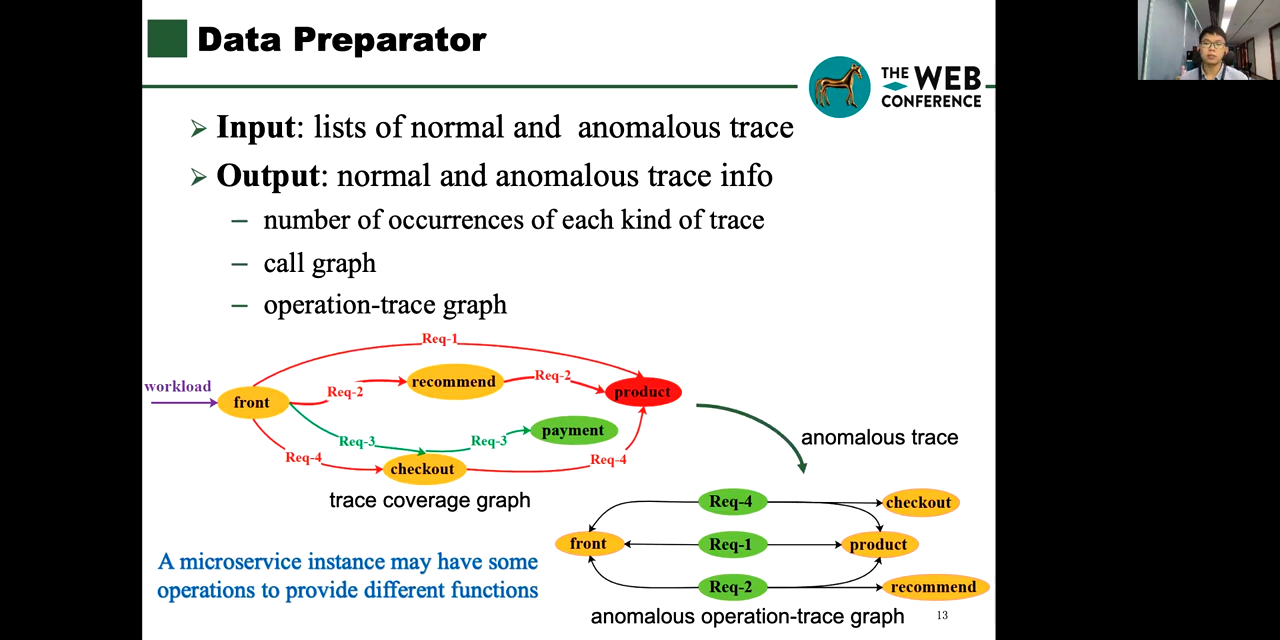 Data Preparator
THE WEB
CONFERENCE
➢ Input: lists of normal and anomalous trace
➢ Output: normal and anomalous trace info
– number of occurrences of each kind of trace
– call graph
– operation-trace graph
Req-1
workload
front
Req-2
recommend
Req-2
product
Req-3
Req-3
payment
Req-4
checkout
Req-4
trace coverage graph
anomalous trace
Req-4
checkout
front
Req-1
product
Req-2
recommend
anomalous operation-trace graph
A microservice instance may have some
operations to provide different functions
13